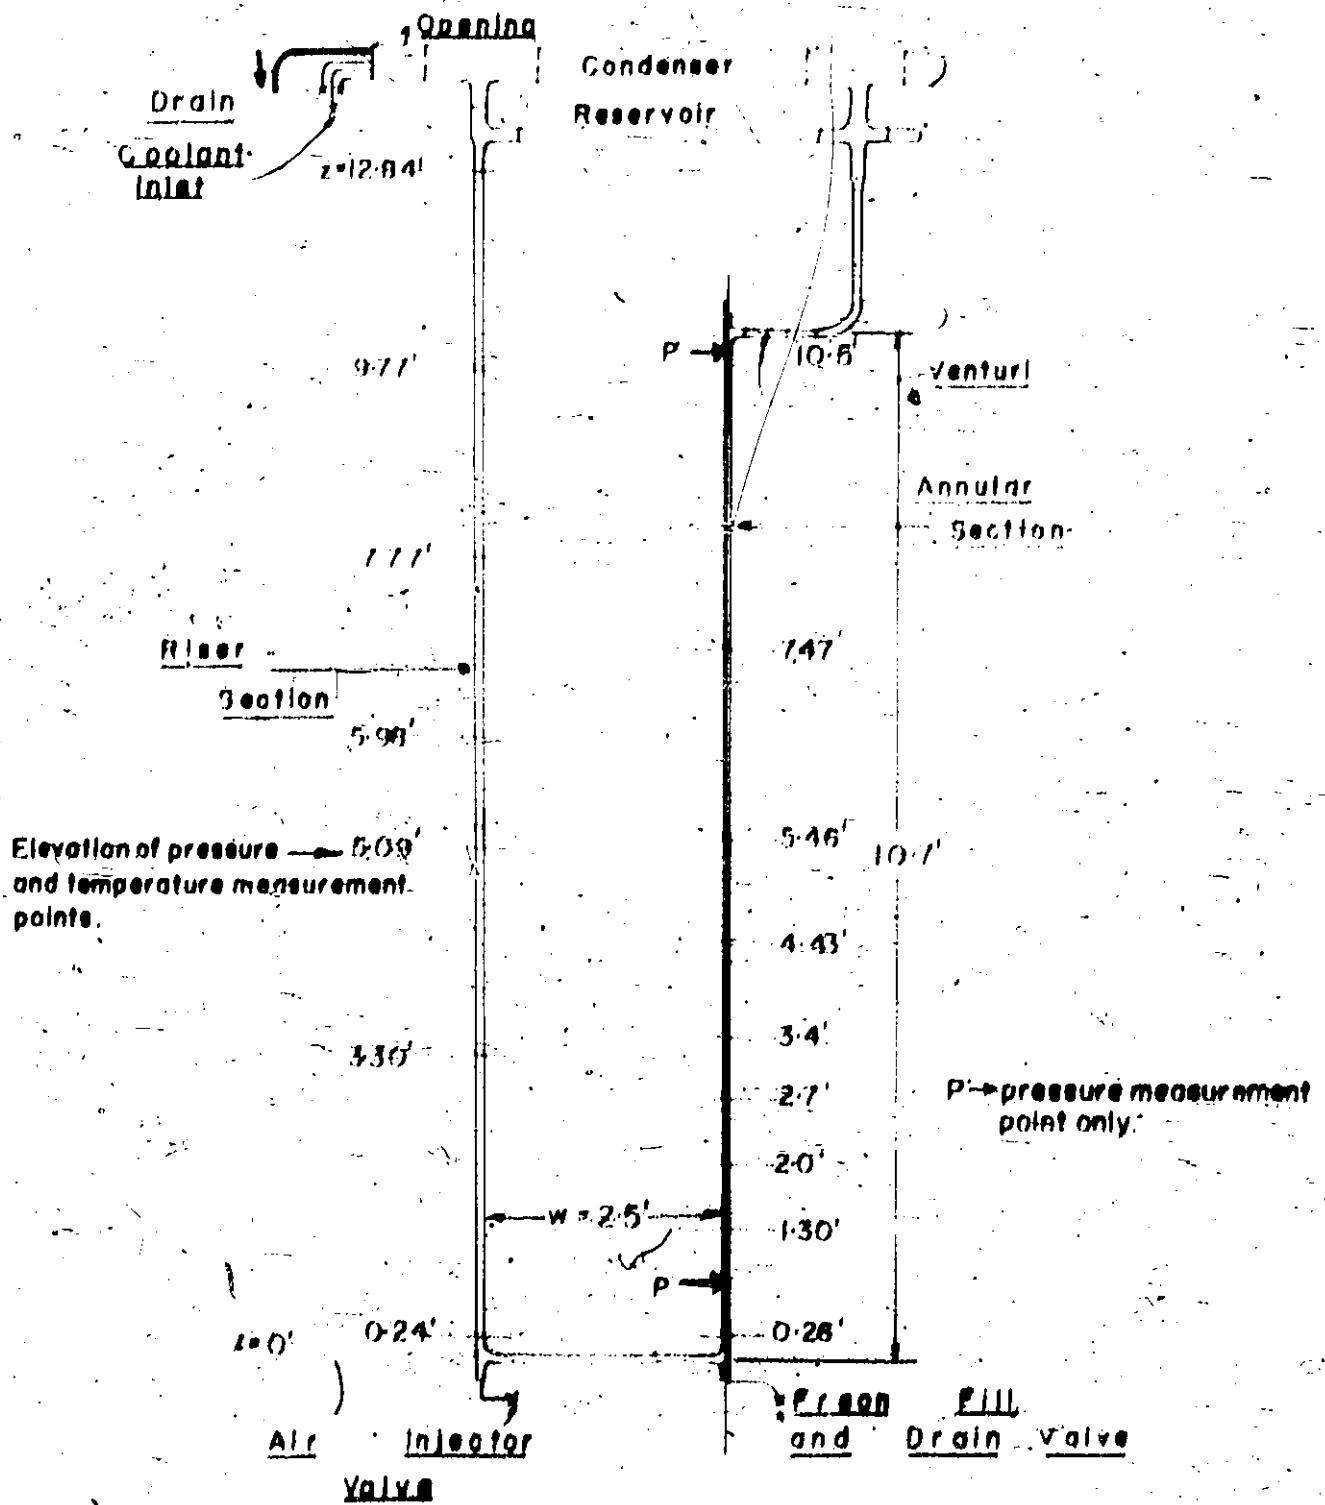 Opening
Condenser
Reservoir
Drain
Coolant
Inlet
z=12.84'
P
10.6'
9.77'
Venturi
Annular
Section
7.77'
Riser
Section
7.47'
5.98'
Elevation of pressure → 5.09'
and temperature measurement
points.
5.46'
10.7'
4.43'
3.4'
3.30'
2.7'
P → pressure measurement
point only.
2.0'
w = 2.5'
1.30'
P
z=0'
0.24'
0.26'
Freon Fill
and Drain Valve
Air Injector
Valve